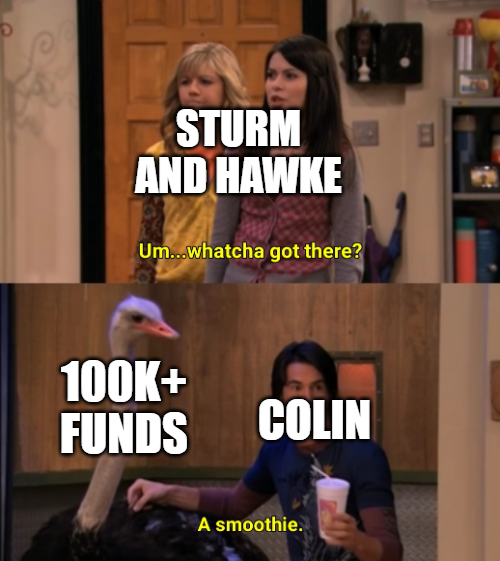 STURM
AND HAWKE
Um...whatcha got there?
100K+
FUNDS
COLIN
A smoothie.